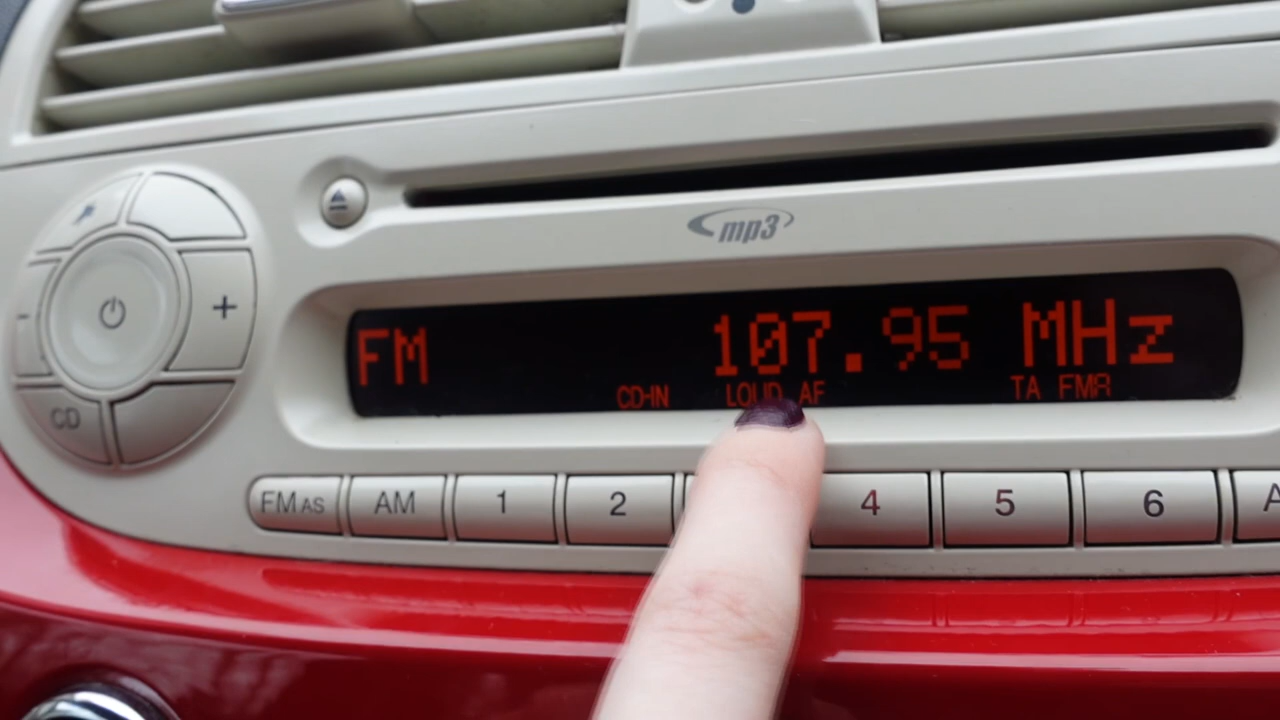 mp3
FM 107.95 MHz
CD-IN LOUD AF TA FMR
+
-
CD
FM AS AM 1 2 4 5 6